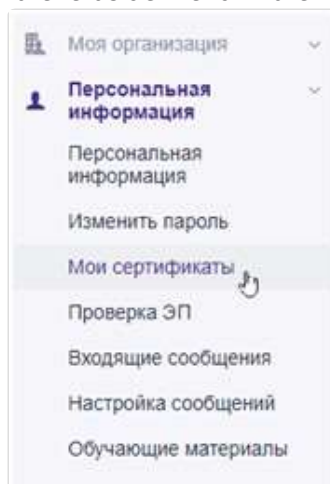 Моя организация
Персональная
информация
Персональная
информация
Изменить пароль
Мои сертификаты
Проверка ЭП
Входящие сообщения
Настройка сообщений
Обучающие материалы